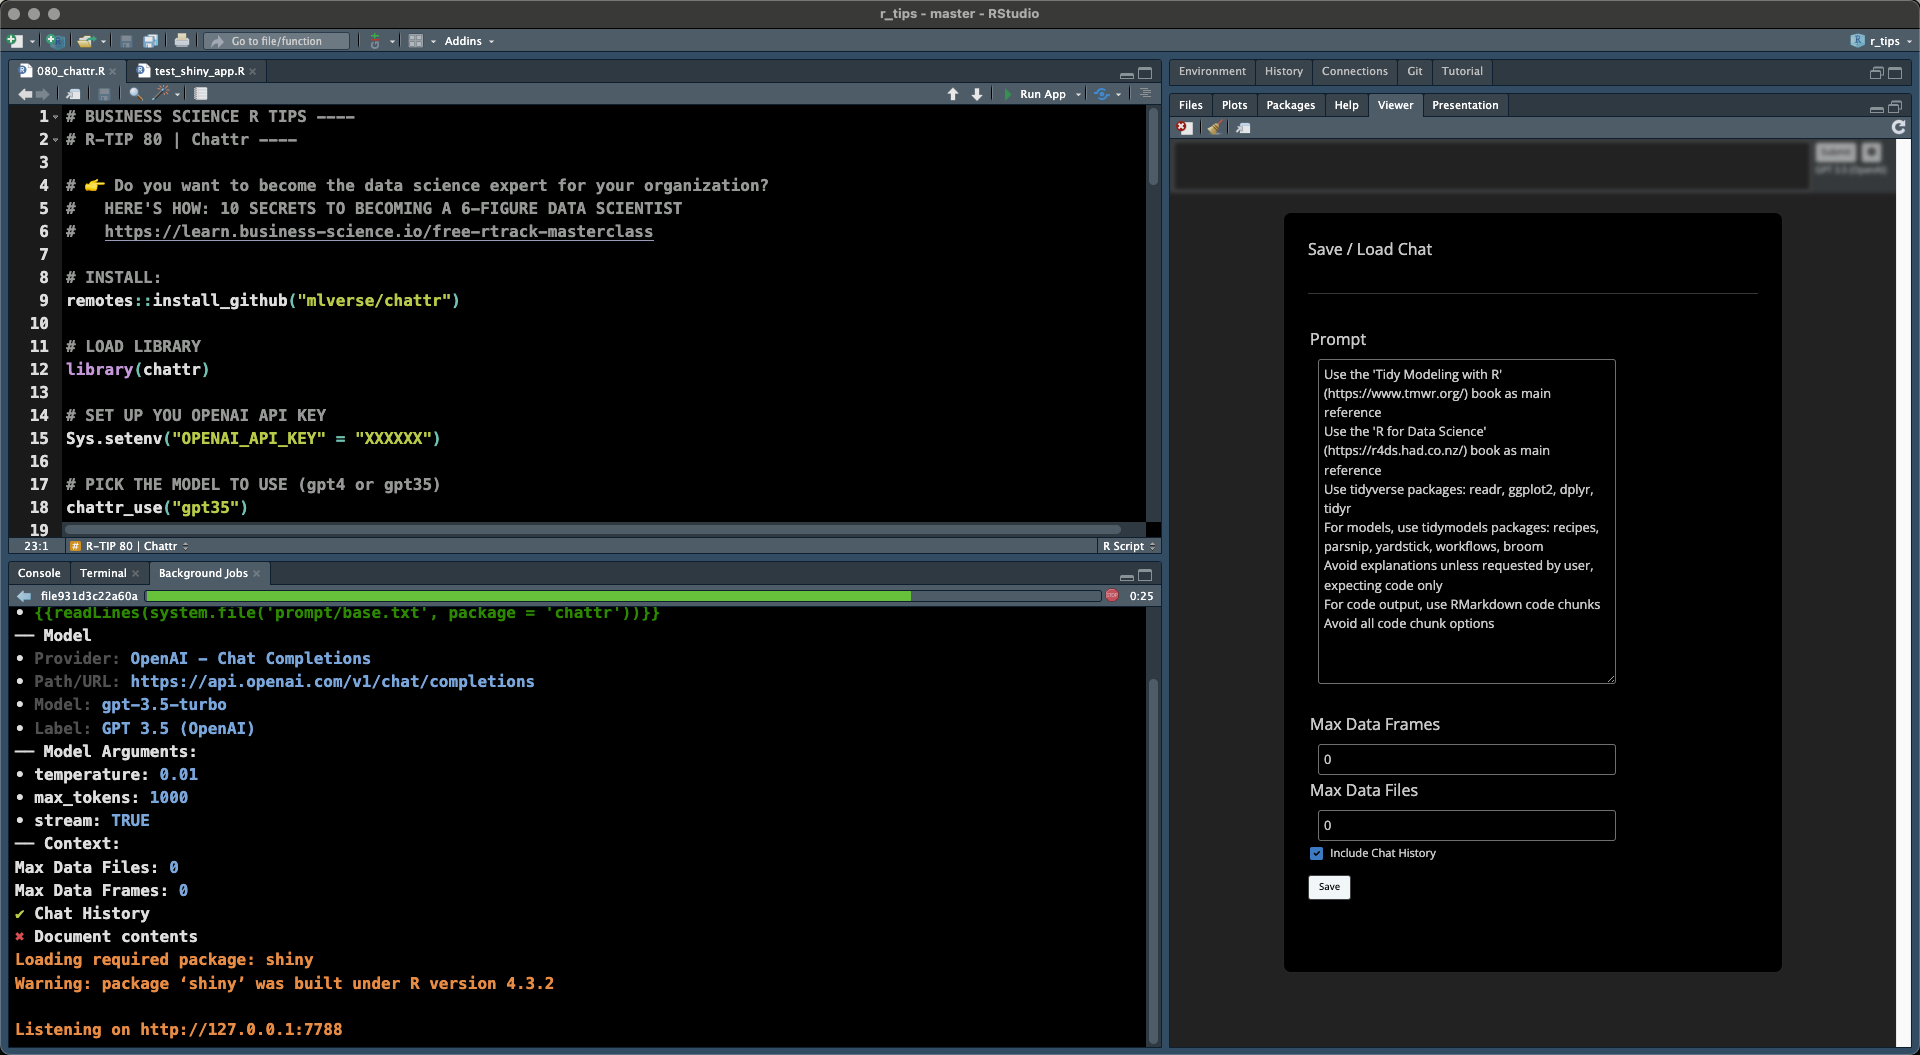 r_tips - master - RStudio
Go to file/function
Addins
r_tips
080_chattr.R
test_shiny_app.R
Run App
1 # BUSINESS SCIENCE R TIPS ----
2 # R-TIP 80 | Chattr ----
3
4 # 👉 Do you want to become the data science expert for your organization?
5 #   HERE'S HOW: 10 SECRETS TO BECOMING A 6-FIGURE DATA SCIENTIST
6 #   https://learn.business-science.io/free-rtrack-masterclass
7
8 # INSTALL:
9 remotes::install_github("mlverse/chattr")
10
11 # LOAD LIBRARY
12 library(chattr)
13
14 # SET UP YOU OPENAI API KEY
15 Sys.setenv("OPENAI_API_KEY" = "XXXXXX")
16
17 # PICK THE MODEL TO USE (gpt4 or gpt35)
18 chattr_use("gpt35")
19
23:1
# R-TIP 80 | Chattr
R Script
Console
Terminal
Background Jobs
file931d3c22a60a
STOP
0:25
• {{readLines(system.file('prompt/base.txt', package = 'chattr'))}}
── Model
• Provider: OpenAI - Chat Completions
• Path/URL: https://api.openai.com/v1/chat/completions
• Model: gpt-3.5-turbo
• Label: GPT 3.5 (OpenAI)
── Model Arguments:
• temperature: 0.01
• max_tokens: 1000
• stream: TRUE
── Context:
Max Data Files: 0
Max Data Frames: 0
✔ Chat History
✖ Document contents
Loading required package: shiny
Warning: package ‘shiny’ was built under R version 4.3.2
Listening on http://127.0.0.1:7788
Environment
History
Connections
Git
Tutorial
Files
Plots
Packages
Help
Viewer
Presentation
Submit
GPT 3.5 (OpenAI)
Save / Load Chat
Prompt
Use the 'Tidy Modeling with R'
(https://www.tmwr.org/) book as main
reference
Use the 'R for Data Science'
(https://r4ds.had.co.nz/) book as main
reference
Use tidyverse packages: readr, ggplot2, dplyr,
tidyr
For models, use tidymodels packages: recipes,
parsnip, yardstick, workflows, broom
Avoid explanations unless requested by user,
expecting code only
For code output, use RMarkdown code chunks
Avoid all code chunk options
Max Data Frames
0
Max Data Files
0
Include Chat History
Save